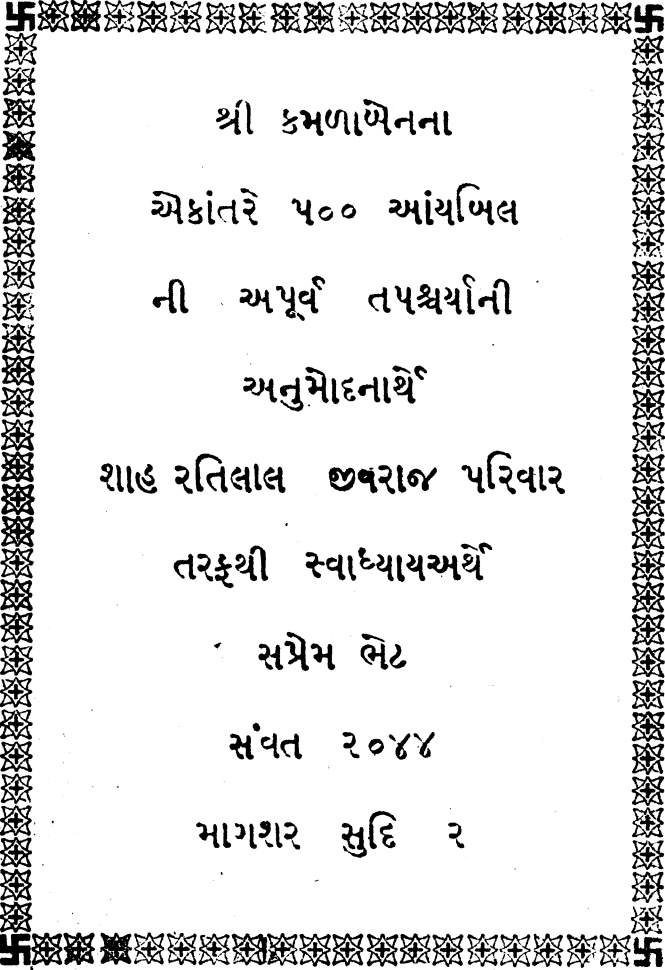 શ્રી કમળાબેનના
એકાંતરે ૫૦૦ આંયબિલ
ની અપૂર્વ તપશ્ચર્યાની
અનુમોદનાર્થે
શાહ રતિલાલ જીવરાજ પરિવાર
તરફથી સ્વાધ્યાયઅર્થે
સપ્રેમ ભેટ
સંવત ૨૦૪૪
માગશર સુદિ ૨